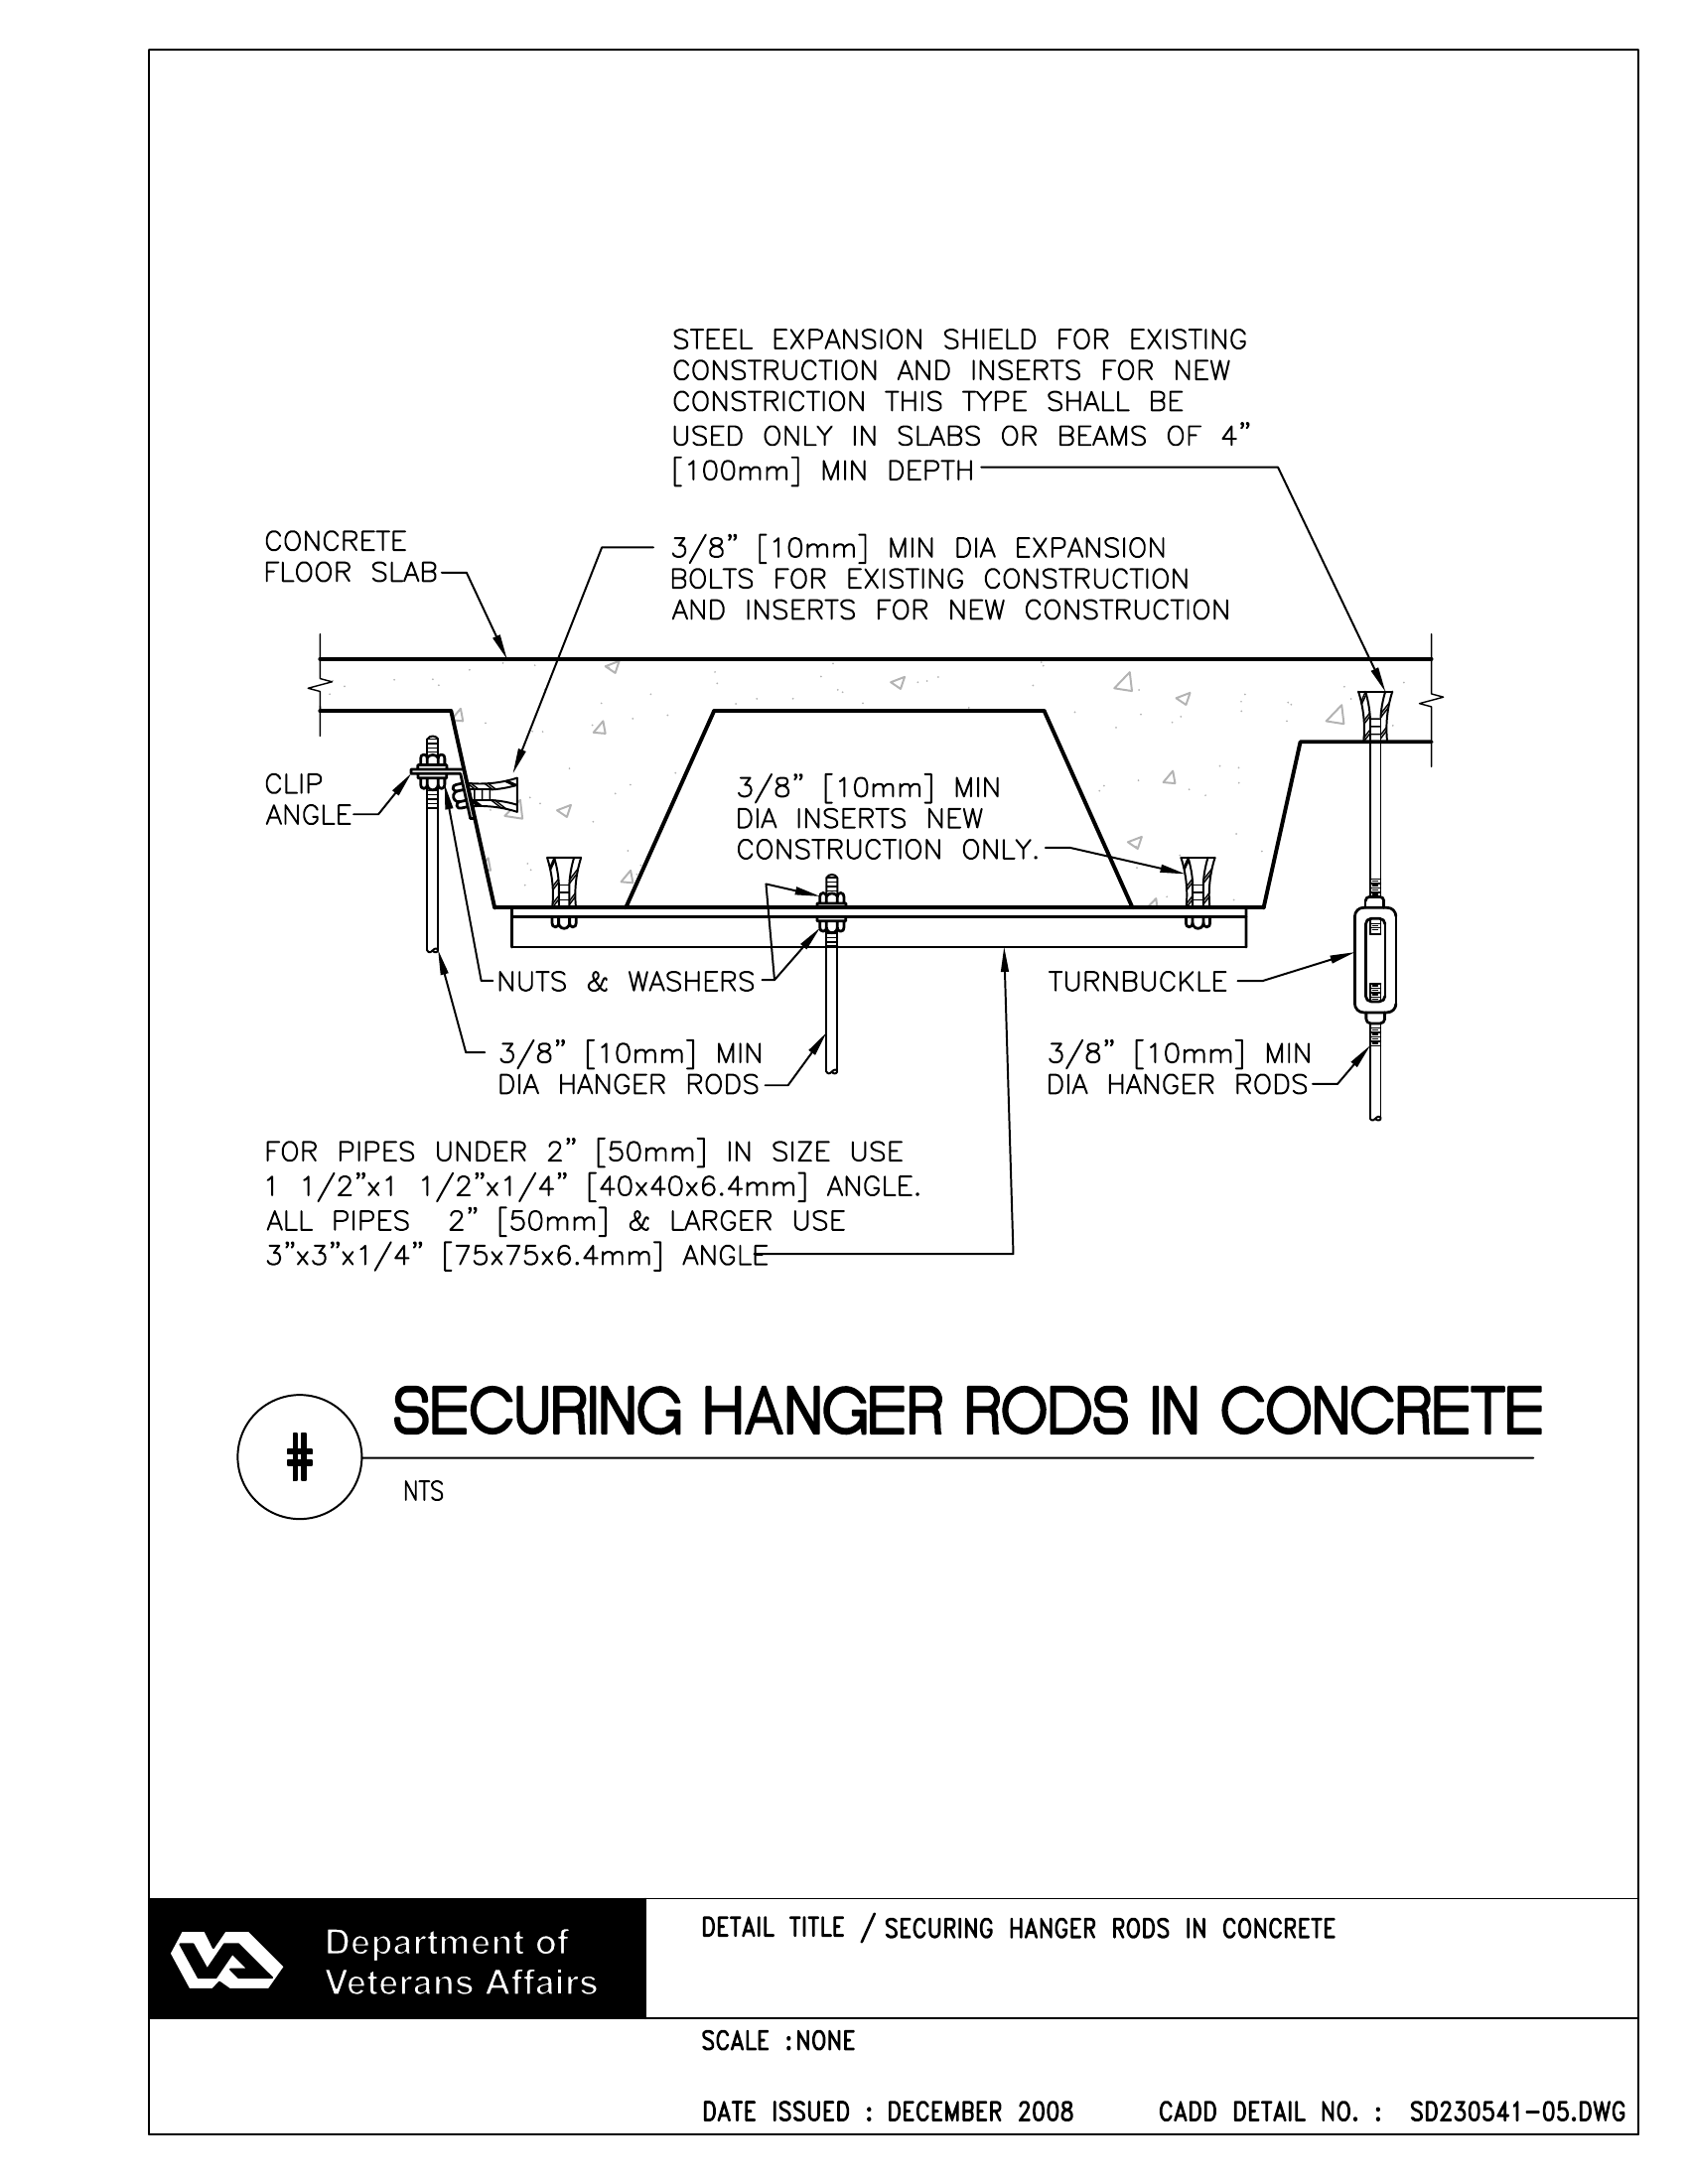 STEEL EXPANSION SHIELD FOR EXISTING
CONSTRUCTION AND INSERTS FOR NEW
CONSTRICTION THIS TYPE SHALL BE
USED ONLY IN SLABS OR BEAMS OF 4"
[100mm] MIN DEPTH
CONCRETE
FLOOR SLAB
3/8" [10mm] MIN DIA EXPANSION
BOLTS FOR EXISTING CONSTRUCTION
AND INSERTS FOR NEW CONSTRUCTION
CLIP
ANGLE
3/8" [10mm] MIN
DIA INSERTS NEW
CONSTRUCTION ONLY.
NUTS & WASHERS
TURNBUCKLE
3/8" [10mm] MIN
DIA HANGER RODS
3/8" [10mm] MIN
DIA HANGER RODS
FOR PIPES UNDER 2" [50mm] IN SIZE USE
1 1/2"x1 1/2"x1/4" [40x40x6.4mm] ANGLE.
ALL PIPES 2" [50mm] & LARGER USE
3"x3"x1/4" [75x75x6.4mm] ANGLE
# SECURING HANGER RODS IN CONCRETE
NTS
Department of
Veterans Affairs
DETAIL TITLE / SECURING HANGER RODS IN CONCRETE
SCALE :NONE
DATE ISSUED : DECEMBER 2008 CADD DETAIL NO. : SD230541-05.DWG